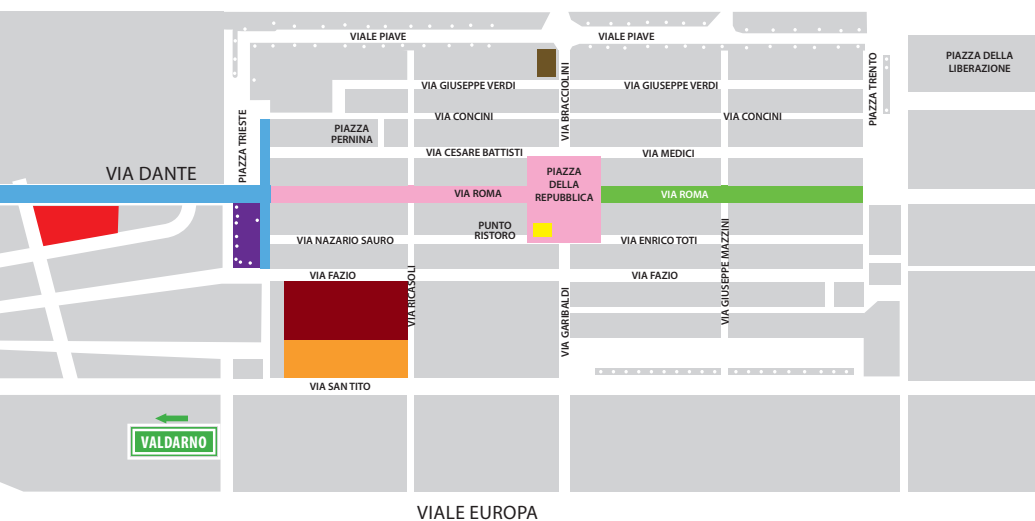 VIALE PIAVE
VIALE PIAVE
PIAZZA DELLA
LIBERAZIONE
VIA GIUSEPPE VERDI
VIA GIUSEPPE VERDI
VIA BRACCIOLINI
PIAZZA TRENTO
PIAZZA TRIESTE
VIA CONCINI
VIA CONCINI
PIAZZA
PERNINA
VIA CESARE BATTISTI
VIA MEDICI
VIA DANTE
PIAZZA
DELLA
REPUBBLICA
VIA ROMA
VIA ROMA
PUNTO
RISTORO
VIA NAZARIO SAURO
VIA ENRICO TOTI
VIA GIUSEPPE MAZZINI
VIA FAZIO
VIA FAZIO
VIA RICASOLI
VIA GARIBALDI
VIA SAN TITO
VALDARNO
VIALE EUROPA